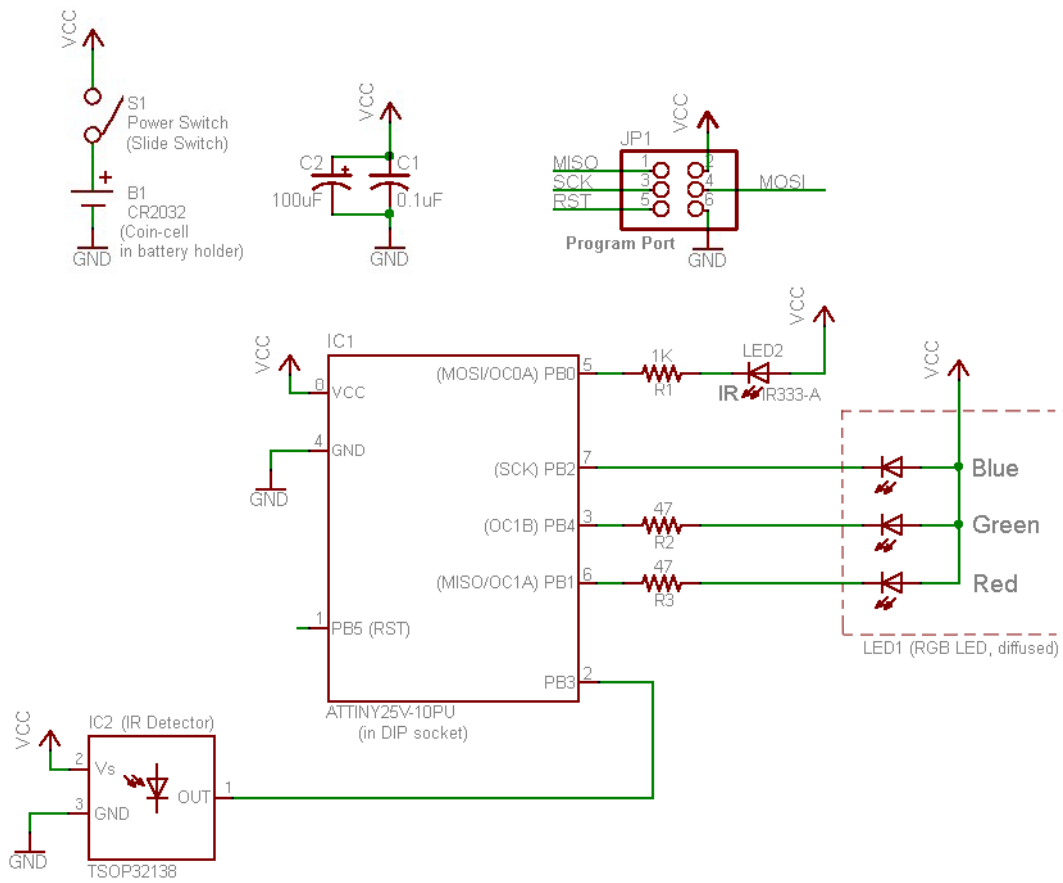 VCC
S1
Power Switch
(Slide Switch)
+
B1
CR2032
(Coin-cell
in battery holder)
GND
VCC
C2
+
C1
100uF
0.1uF
GND
VCC
JP1
MISO 1 2
SCK 3 4 MOSI
RST 5 6
Program Port
GND
IC1
VCC
8
VCC
4
GND
GND
1
PB5 (RST)
(MOSI/OC0A) PB0
5
1K
R1
LED2
IR
IR333-A
VCC
(SCK) PB2
7
(OC1B) PB4
3
47
R2
(MISO/OC1A) PB1
6
47
R3
PB3
2
VCC
Blue
Green
Red
LED1 (RGB LED, diffused)
ATTINY25V-10PU
(in DIP socket)
IC2 (IR Detector)
VCC
2
Vs
3
GND
GND
OUT
1
TSOP32138